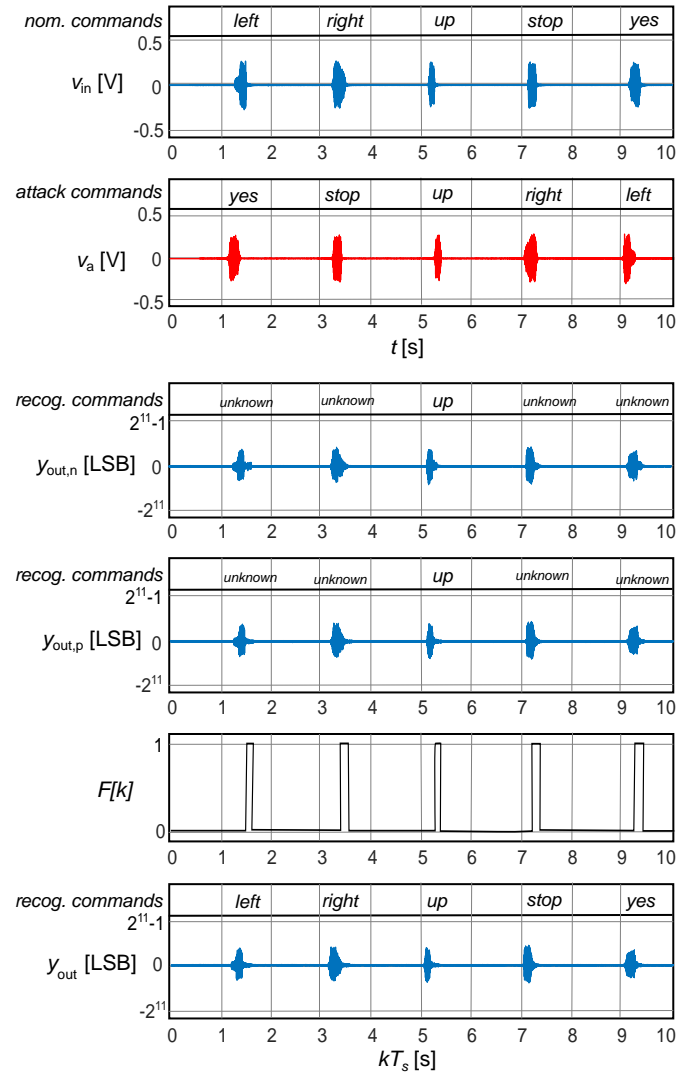 nom. commands left right up stop yes
0.5
v_in [V] 0
-0.5
0 1 2 3 4 5 6 7 8 9 10
attack commands yes stop up right left
0.5
v_a [V] 0
-0.5
0 1 2 3 4 5 6 7 8 9 10
t [s]
recog. commands unknown unknown up unknown unknown
2^11-1
y_out,n [LSB] 0
-2^11
0 1 2 3 4 5 6 7 8 9 10
recog. commands unknown unknown up unknown unknown
2^11-1
y_out,p [LSB] 0
-2^11
0 1 2 3 4 5 6 7 8 9 10
1
F[k]
0
0 1 2 3 4 5 6 7 8 9 10
recog. commands left right up stop yes
2^11-1
y_out [LSB] 0
-2^11
0 1 2 3 4 5 6 7 8 9 10
kT_s [s]